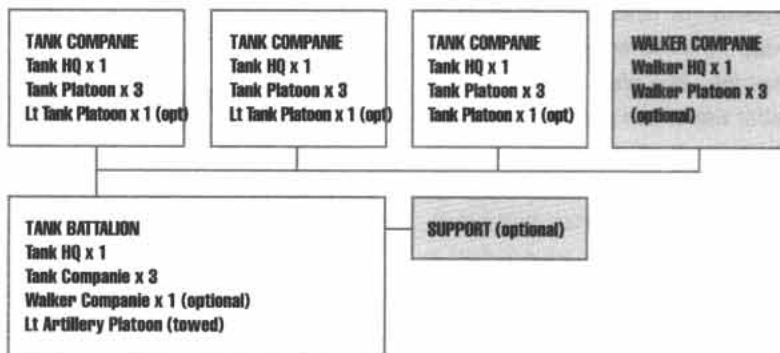 TANK COMPANIE
Tank HQ x 1
Tank Platoon x 3
Lt Tank Platoon x 1 (opt)
TANK COMPANIE
Tank HQ x 1
Tank Platoon x 3
Lt Tank Platoon x 1 (opt)
TANK COMPANIE
Tank HQ x 1
Tank Platoon x 3
Tank Platoon x 1 (opt)
WALKER COMPANIE
Walker HQ x 1
Walker Platoon x 3
(optional)
TANK BATTALION
Tank HQ x 1
Tank Companie x 3
Walker Companie x 1 (optional)
Lt Artillery Platoon (towed)
SUPPORT (optional)